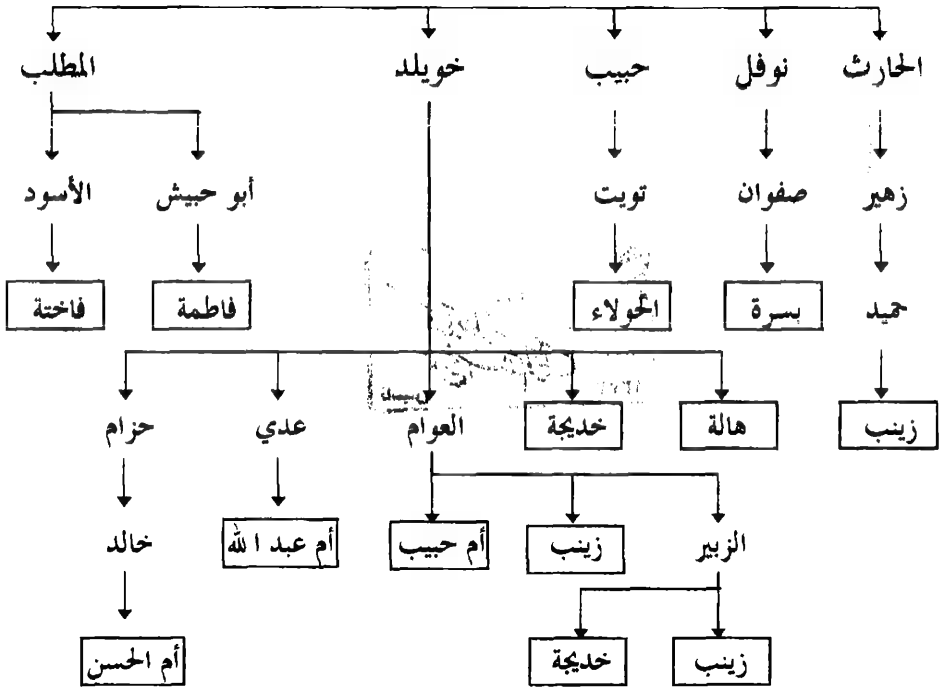 الحارث نوفل حبيب خويلد المطلب
زهير صفوان تويت أبو حبيش الأسود
حميد بسرة الحولاء فاطمة فاختة
زينب هالة خديجة العوام عدي حزام
الزبير زينب أم حبيب أم عبد الله خالد
زينب خديجة أم الحسن